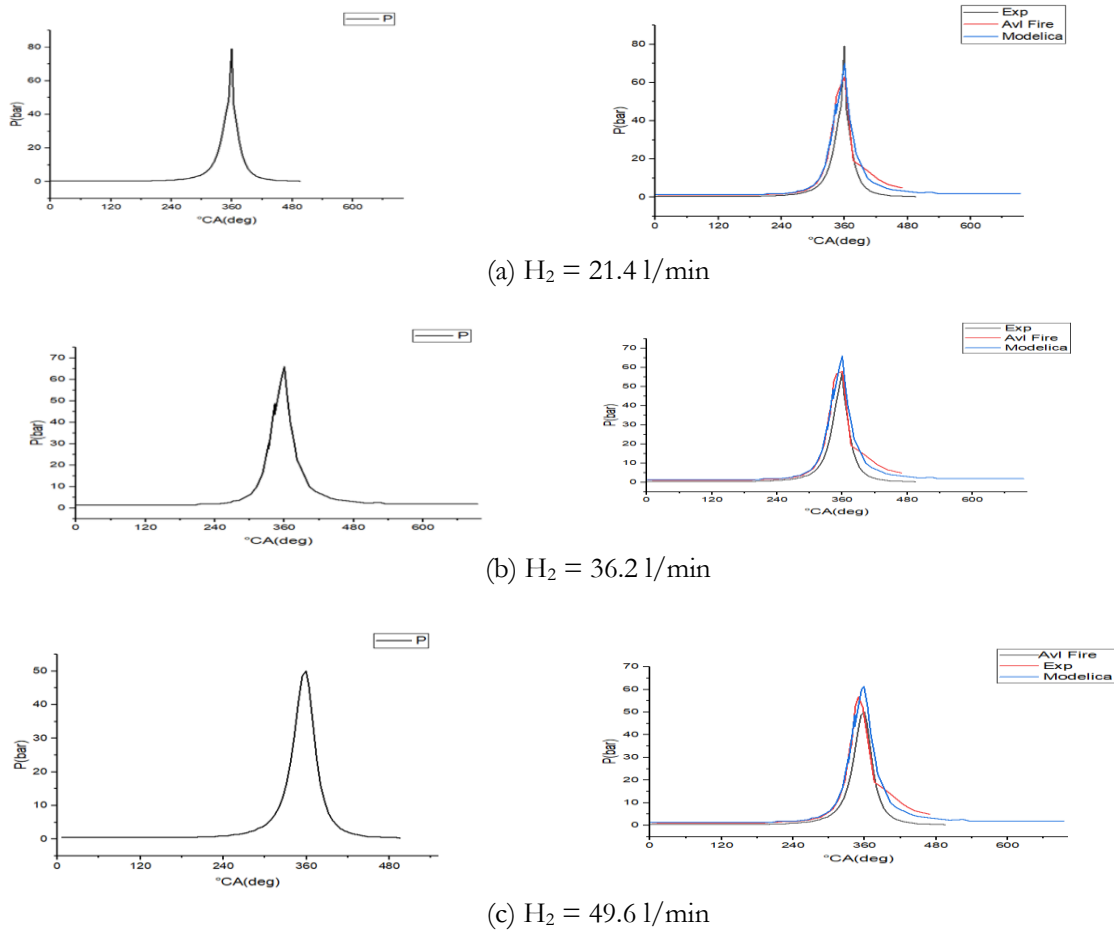 P
P(bar)
80
60
40
20
0
0 120 240 360 480 600
°CA(deg)
Exp
Avl Fire
Modelica
P(bar)
80
60
40
20
0
0 120 240 360 480 600
°CA(deg)
(a) H₂ = 21.4 l/min
P
P(bar)
70
60
50
40
30
20
10
0
0 120 240 360 480 600
°CA(deg)
Exp
Avl Fire
Modelica
P(bar)
70
60
50
40
30
20
10
0
0 120 240 360 480 600
°CA(deg)
(b) H₂ = 36.2 l/min
P
P(bar)
50
40
30
20
10
0
0 120 240 360 480
°CA(deg)
Avl Fire
Exp
Modelica
P(bar)
70
60
50
40
30
20
10
0
0 120 240 360 480 600
°CA(deg)
(c) H₂ = 49.6 l/min